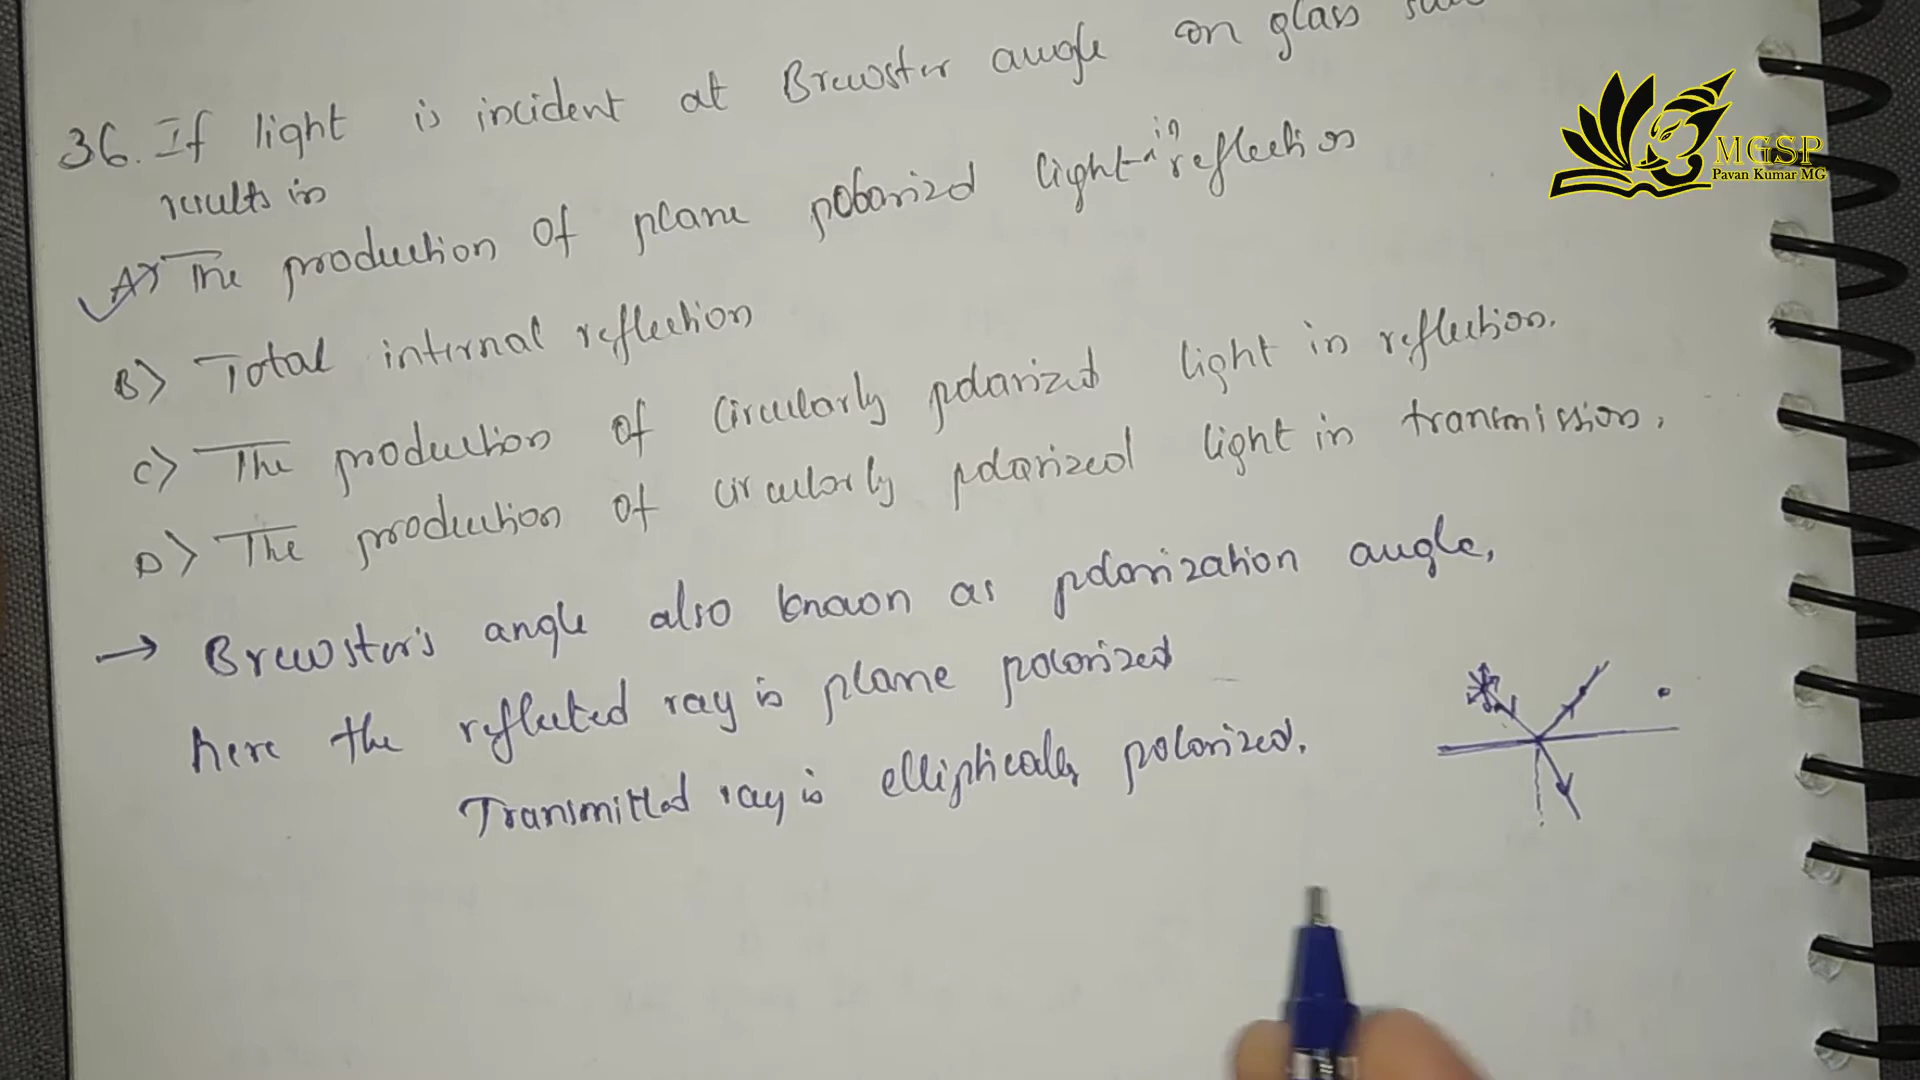 36. If light is incident at Brewster angle on glass
results in
A) The production of plane polarized light in reflection
B) Total internal reflection
C) The production of circularly polarized light in reflection.
D) The production of circularly polarized light in transmission.
→ Brewster's angle also known as polarization angle,
here the reflected ray is plane polarized
Transmitted ray is elliptically polarized.
MGSP
Pavan Kumar MG